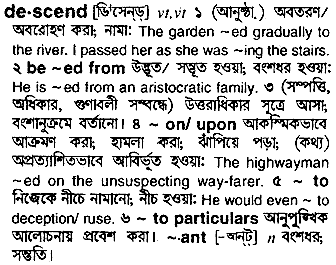 de·scend [ডি'সেন্ড্] vt,vi ১ (আনুষ্ঠা.) অবতরণ/
অবরোহণ করা; নামা: The garden ~ed gradually to
the river. I passed her as she was ~ing the stairs.
২ be ~ed from উদ্ভূত/ সম্ভূত হওয়া; বংশধর হওয়া:
He is ~ed from an aristocratic family. ৩ (সম্পত্তি,
অধিকার, গুণাবলী সম্বন্ধে) উত্তরাধিকার সূত্রে আসা;
বংশানুক্রমে বর্তানো। ৪ ~ on/ upon আকস্মিকভাবে
আক্রমণ করা; হামলা করা; ঝাঁপিয়ে পড়া; (কথ্য)
অপ্রত্যাশিতভাবে আবির্ভূত হওয়া: The highwayman
~ed on the unsuspecting way-farer. ৫ ~ to
নিজেকে নীচে নামানো; নীচ হওয়া: He would even ~ to
deception/ ruse. ৬ ~ to particulars আনুপুঙ্খিক
আলোচনায় প্রবেশ করা। ~·ant [–আন্ট্] n বংশধর;
সন্ততি।